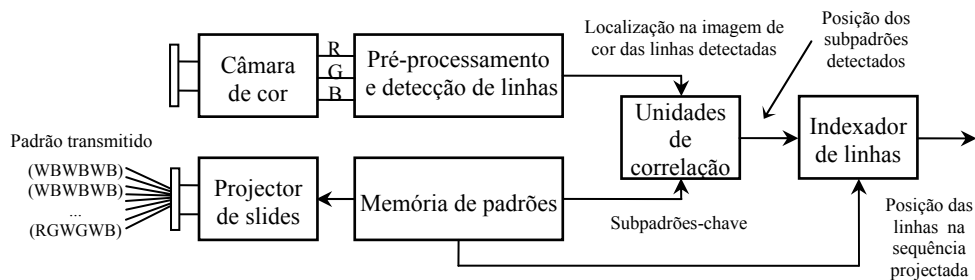 Localização na imagem de
cor das linhas detectadas
Posição dos
subpadrões
detectados
Câmara
de cor
R
G
B
Pré-processamento
e detecção de linhas
Unidades
de
correlação
Indexador
de linhas
Padrão transmitido
(WBWBWB)
(WBWBWB)
...
(RGWGWB)
Projector
de slides
Memória de padrões
Subpadrões-chave
Posição das
linhas na
sequência
projectada